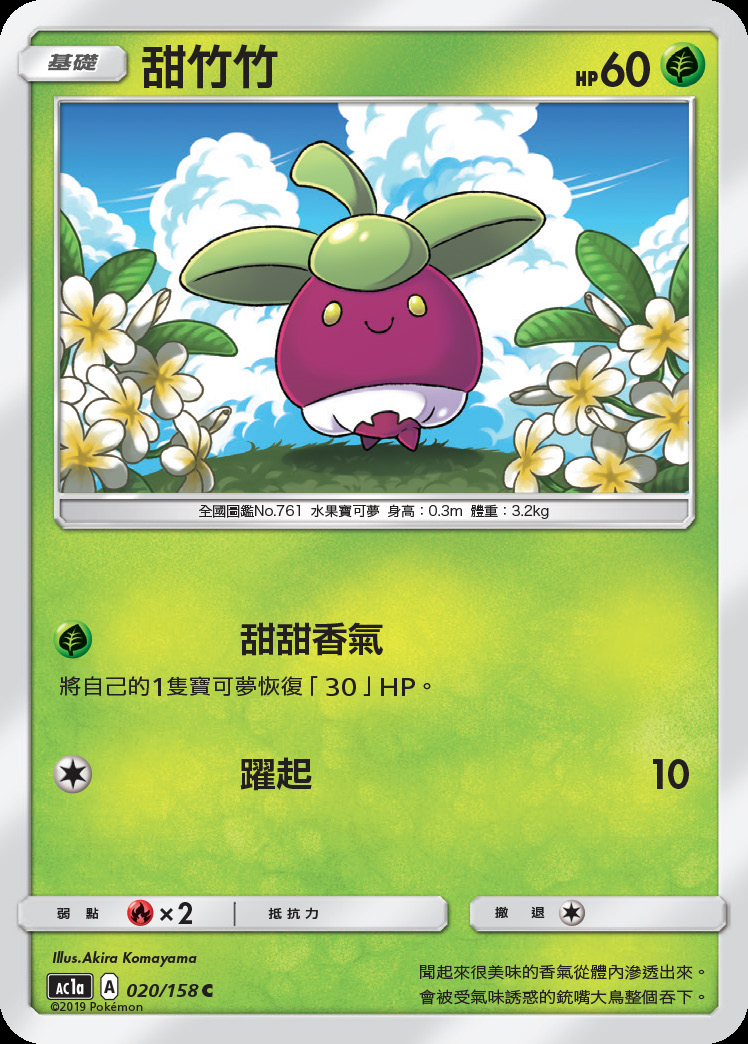 基礎 甜竹竹 HP60
全國圖鑑No.761 水果寶可夢 身高：0.3m 體重：3.2kg
甜甜香氣
將自己的1隻寶可夢恢復「30」HP。
躍起 10
弱點 ×2 抵抗力 撤退
Illus.Akira Komayama
AC1a A 020/158 C
©2019 Pokémon
聞起來很美味的香氣從體內滲透出來。
會被受氣味誘惑的銃嘴大鳥整個吞下。